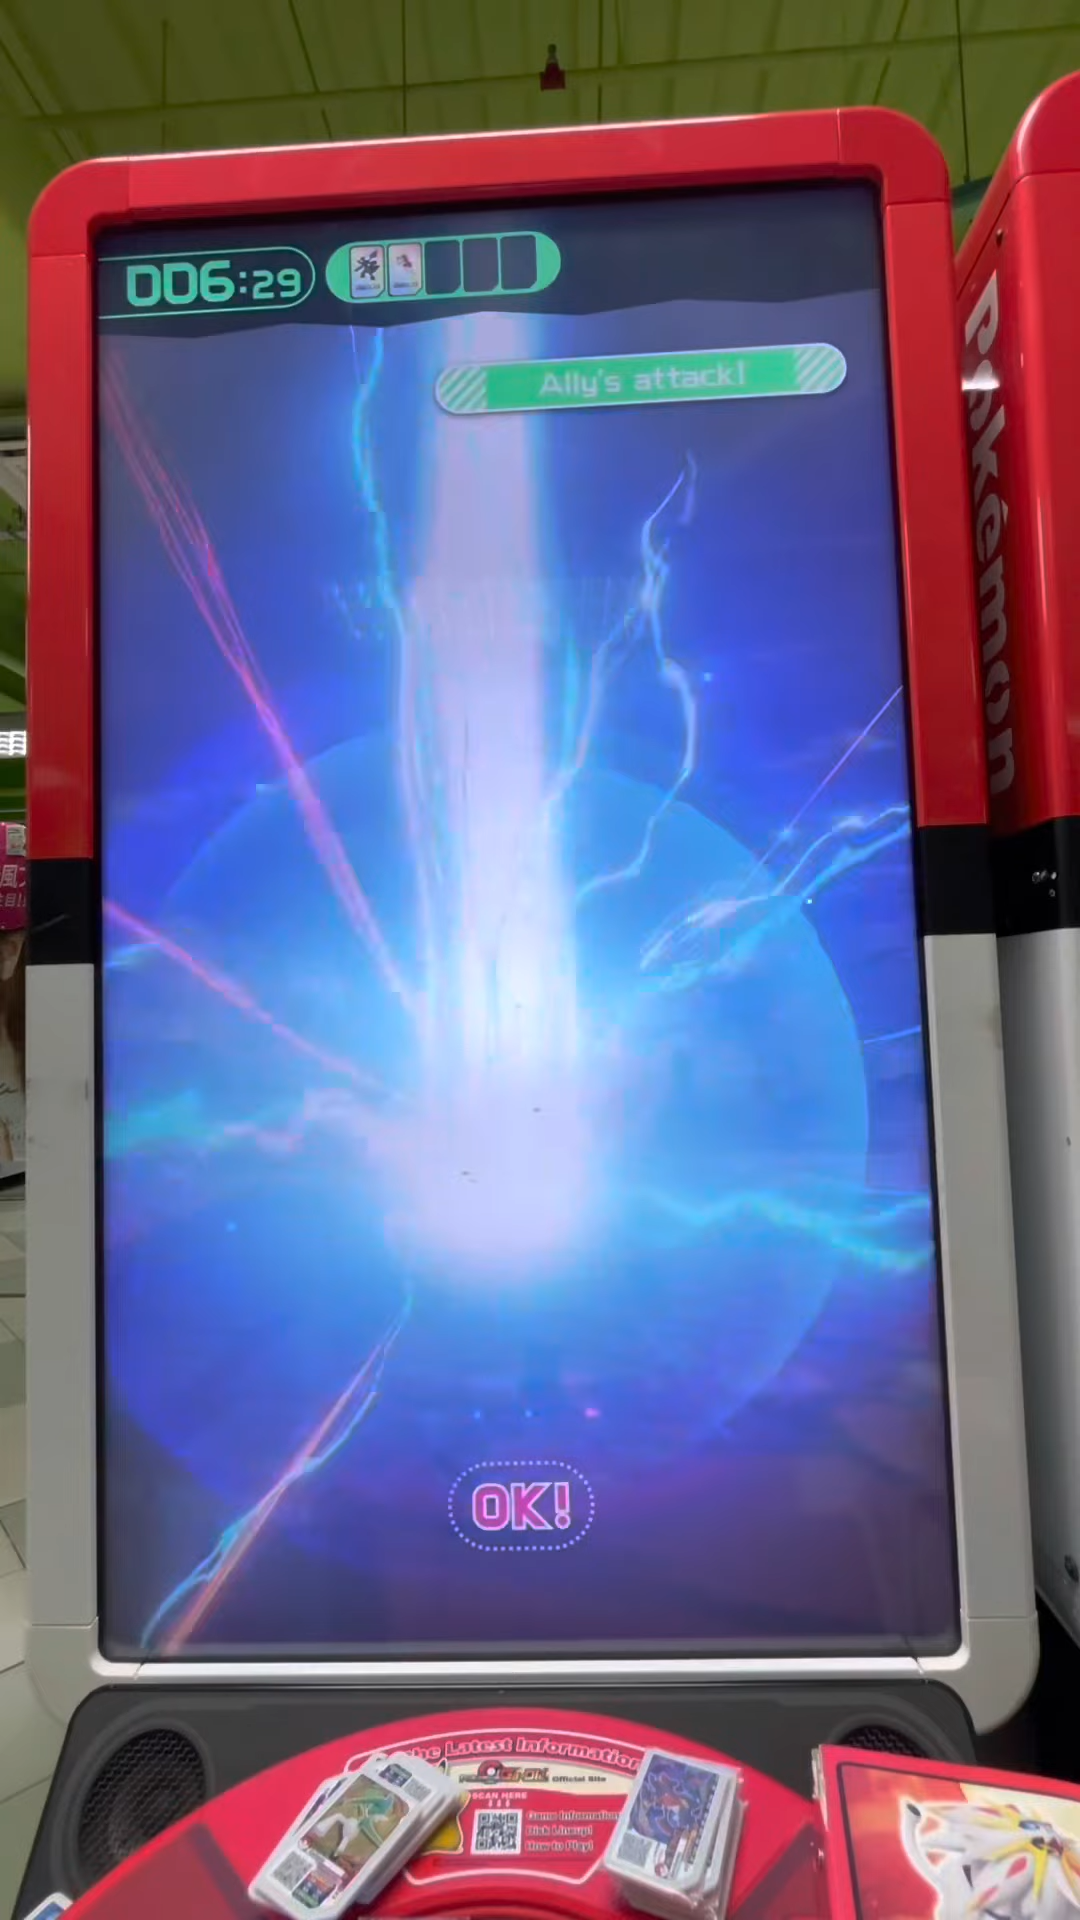 006:29
Ally's attack!
Pokémon
OK!
the Latest Information
Official Site
SCAN HERE
Game Information
Disk Lineup!
How to Play!